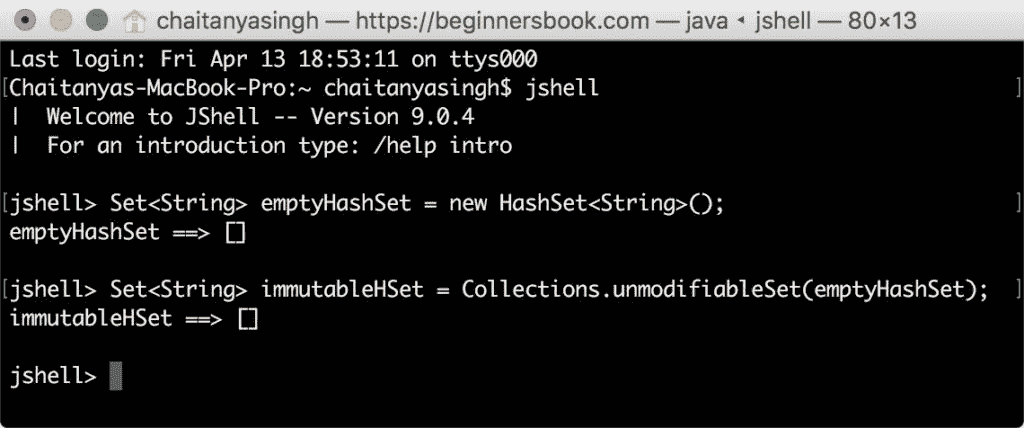 chaitanyasingh — https://beginnersbook.com — java ◂ jshell — 80×13
Last login: Fri Apr 13 18:53:11 on ttys000
[Chaitanyas-MacBook-Pro:~ chaitanyasingh$ jshell ]
|  Welcome to JShell -- Version 9.0.4
|  For an introduction type: /help intro
[jshell> Set<String> emptyHashSet = new HashSet<String>(); ]
emptyHashSet ==> []
[jshell> Set<String> immutableHSet = Collections.unmodifiableSet(emptyHashSet); ]
immutableHSet ==> []
jshell>